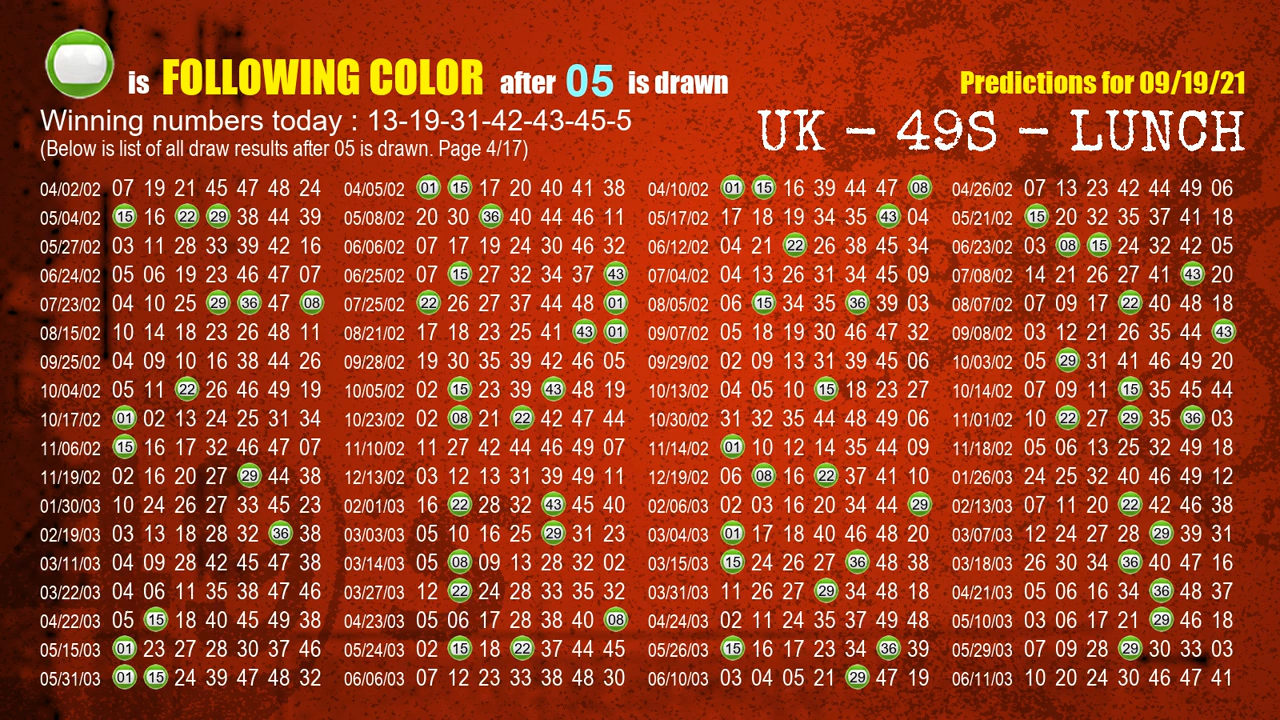 is FOLLOWING COLOR after 05 is drawn
Predictions for 09/19/21
Winning numbers today : 13-19-31-42-43-45-5
UK - 49S - LUNCH
(Below is list of all draw results after 05 is drawn. Page 4/17)
04/02/02 07 19 21 45 47 48 24 04/05/02 01 15 17 20 40 41 38 04/10/02 01 15 16 39 44 47 08 04/26/02 07 13 23 42 44 49 06
05/04/02 15 16 22 29 38 44 39 05/08/02 20 30 36 40 44 46 11 05/17/02 17 18 19 34 35 43 04 05/21/02 15 20 32 35 37 41 18
05/27/02 03 11 28 33 39 42 16 06/06/02 07 17 19 24 30 46 32 06/12/02 04 21 22 26 38 45 34 06/23/02 03 08 15 24 32 42 05
06/24/02 05 06 19 23 46 47 07 06/25/02 07 15 27 32 34 37 43 07/04/02 04 13 26 31 34 45 09 07/08/02 14 21 26 27 41 43 20
07/23/02 04 10 25 29 36 47 08 07/25/02 22 26 27 37 44 48 01 08/05/02 06 15 34 35 36 39 03 08/07/02 07 09 17 22 40 48 18
08/15/02 10 14 18 23 26 48 11 08/21/02 17 18 23 25 41 43 01 09/07/02 05 18 19 30 46 47 32 09/08/02 03 12 21 26 35 44 43
09/25/02 04 09 10 16 38 44 26 09/28/02 19 30 35 39 42 46 05 09/29/02 02 09 13 31 39 45 06 10/03/02 05 29 31 41 46 49 20
10/04/02 05 11 22 26 46 49 19 10/05/02 02 15 23 39 43 48 19 10/13/02 04 05 10 15 18 23 27 10/14/02 07 09 11 15 35 45 44
10/17/02 01 02 13 24 25 31 34 10/23/02 02 08 21 22 42 47 44 10/30/02 31 32 35 44 48 49 06 11/01/02 10 22 27 29 35 36 03
11/06/02 15 16 17 32 46 47 07 11/10/02 11 27 42 44 46 49 07 11/14/02 01 10 12 14 35 44 09 11/18/02 05 06 13 25 32 49 18
11/19/02 02 16 20 27 29 44 38 12/13/02 03 12 13 31 39 49 11 12/19/02 06 08 16 22 37 41 10 01/26/03 24 25 32 40 46 49 12
01/30/03 10 24 26 27 33 45 23 02/01/03 16 22 28 32 43 45 40 02/06/03 02 03 16 20 34 44 29 02/13/03 07 11 20 22 42 46 38
02/19/03 03 13 18 28 32 36 38 03/03/03 05 10 16 25 29 31 23 03/04/03 01 17 18 40 46 48 20 03/07/03 12 24 27 28 29 39 31
03/11/03 04 09 28 42 45 47 38 03/14/03 05 08 09 13 28 32 02 03/15/03 15 24 26 27 36 48 38 03/18/03 26 30 34 36 40 47 16
03/22/03 04 06 11 35 38 47 46 03/27/03 12 22 24 28 33 35 32 03/31/03 11 26 27 29 34 48 18 04/21/03 05 06 16 34 36 48 37
04/22/03 05 15 18 40 45 49 38 04/23/03 05 06 17 28 38 40 08 04/24/03 02 11 24 35 37 49 48 05/10/03 03 06 17 21 29 46 18
05/15/03 01 23 27 28 30 37 46 05/24/03 02 15 18 22 37 44 45 05/26/03 15 16 17 23 34 36 39 05/29/03 07 08 28 29 30 33 03
05/31/03 01 15 24 39 47 48 32 06/06/03 07 12 23 33 38 48 30 06/10/03 03 04 05 21 29 47 19 06/11/03 10 20 24 30 46 47 41